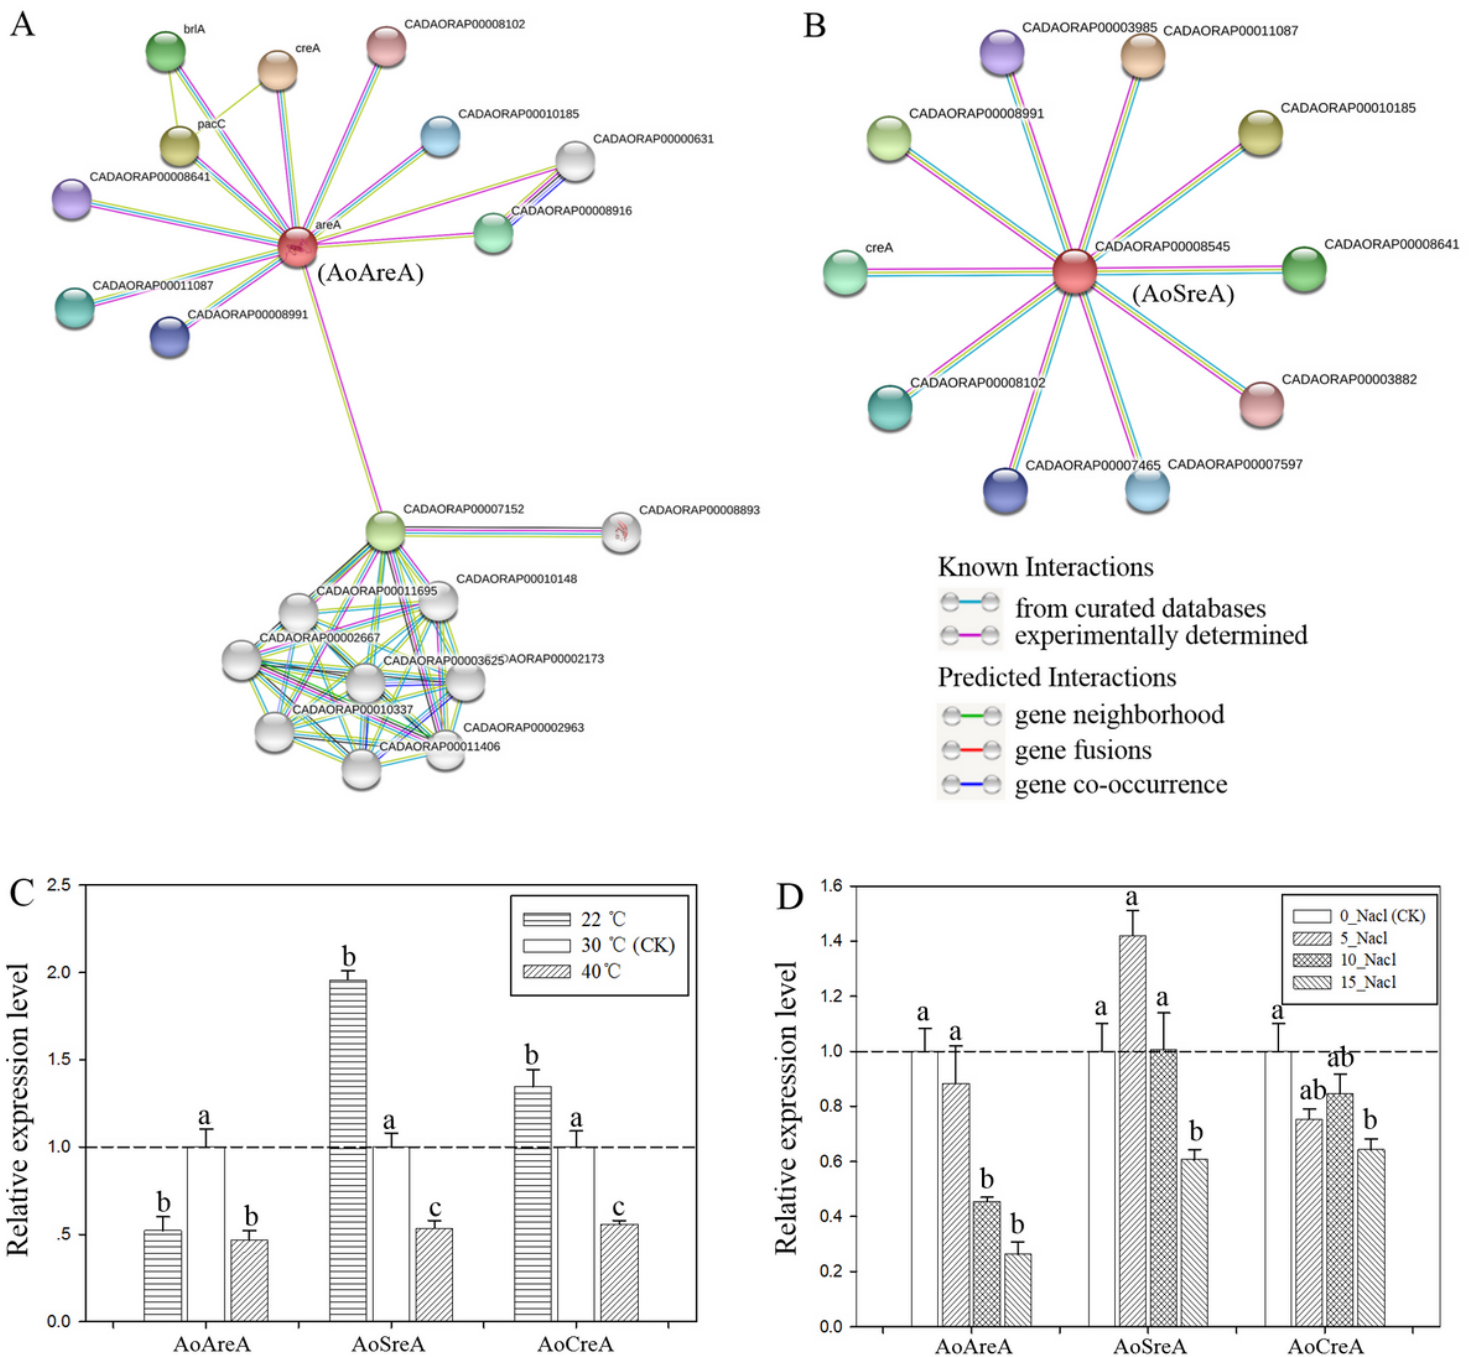 A
brlA
creA
CADAORAP00008102
pacC
CADAORAP00010185
CADAORAP00000631
CADAORAP00008641
CADAORAP00008916
areA
(AoAreA)
CADAORAP00011087
CADAORAP00008991
CADAORAP00007152
CADAORAP00008893
CADAORAP00010148
CADAORAP00011695
CADAORAP00002667
CADAORAP00003625
AORAP00002173
CADAORAP00010337
CADAORAP00002963
CADAORAP00011406
B
CADAORAP00003985
CADAORAP00011087
CADAORAP00008991
CADAORAP00010185
creA
CADAORAP00008545
CADAORAP00008641
(AoSreA)
CADAORAP00008102
CADAORAP00003882
CADAORAP00007465
CADAORAP00007597
Known Interactions
from curated databases
experimentally determined
Predicted Interactions
gene neighborhood
gene fusions
gene co-occurrence
C
Relative expression level
2.5
2.0
1.5
1.0
.5
0.0
22 ℃
30 ℃ (CK)
40℃
b
a
b
b
a
c
b
a
c
AoAreA
AoSreA
AoCreA
D
Relative expression level
1.6
1.4
1.2
1.0
0.8
0.6
0.4
0.2
0.0
0_Nacl (CK)
5_Nacl
10_Nacl
15_Nacl
a
a
b
b
a
a
a
b
a
ab
ab
b
AoAreA
AoSreA
AoCreA